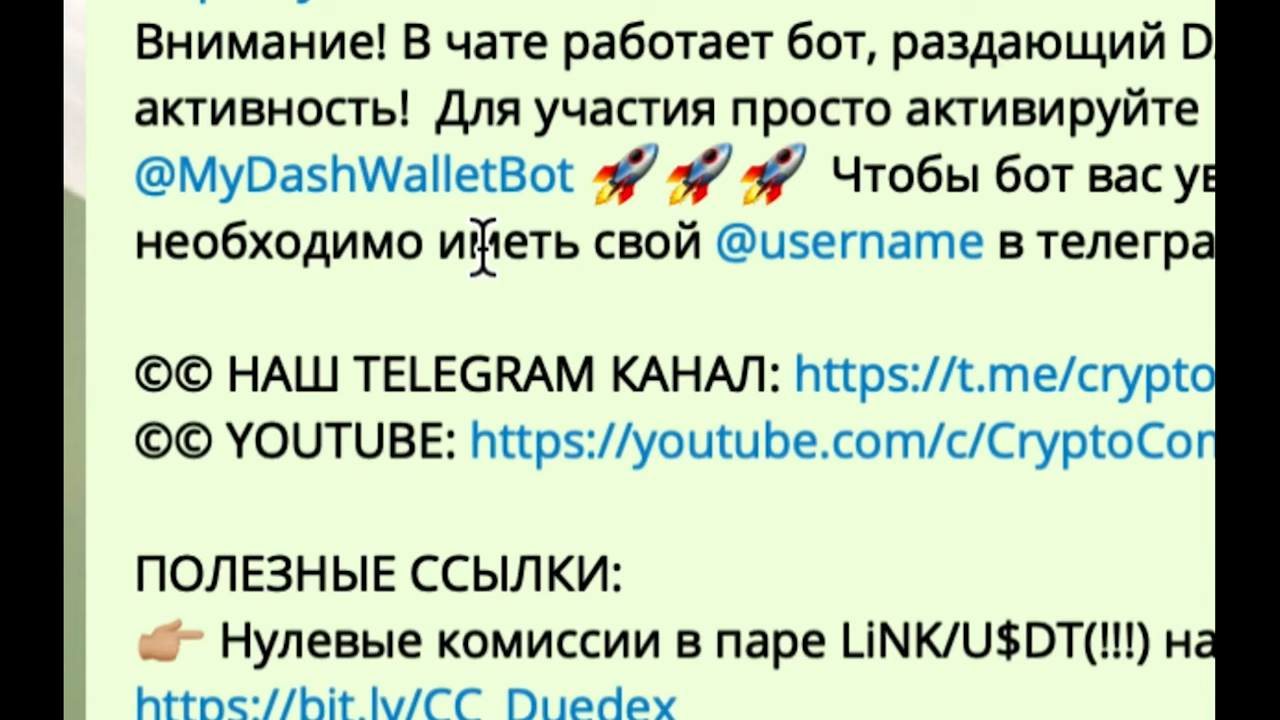 Внимание! В чате работает бот, раздающий
активность! Для участия просто активируйте
@MyDashWalletBot 🚀🚀🚀 Чтобы бот вас
необходимо иметь свой @username в
©© НАШ TELEGRAM КАНАЛ: https://t.me/crypto
©© YOUTUBE: https://youtube.com/c/CryptoCon
ПОЛЕЗНЫЕ ССЫЛКИ:
👉🏼 Нулевые комиссии в паре LiNK/U$DT(!!!) на
https://bit.ly/CC_Duedex